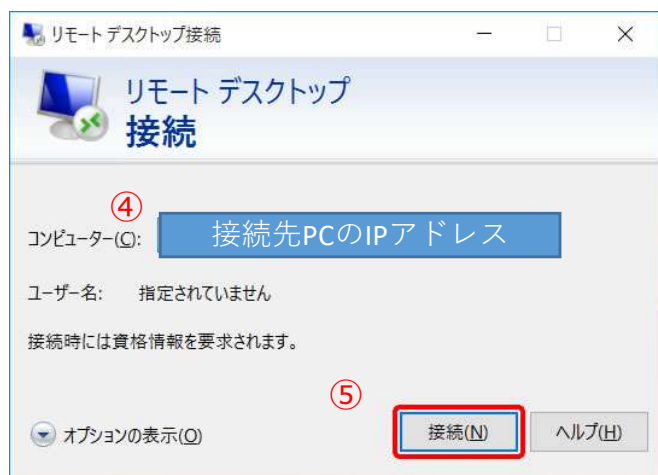 リモート デスクトップ接続
リモート デスクトップ
接続
④
コンピューター(C): 接続先PCのIPアドレス
ユーザー名: 指定されていません
接続時には資格情報を要求されます。
⑤
オプションの表示(O) 接続(N) ヘルプ(H)